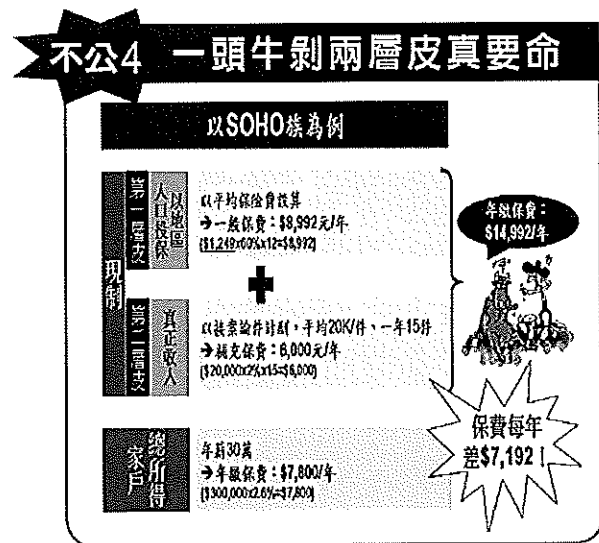 不公4 一頭牛剝兩層皮真要命
以SOHO族為例
現制
第一層皮
以地區人口投保
以平均保險費投算
→一般保費：$8,992元/年
($1,249x60%x12=$8,992)
年繳保費：
$14,992/年
+
第二層皮
真正收入
以接案論件計酬，平均20K/件、一年15件
→補充保費：6,000元/年
($20,000x2%x15=$6,000)
家戶總所得
年薪30萬
→年繳保費：$7,800/年
($300,000x2.6%=$7,800)
保費每年
差$7,192！